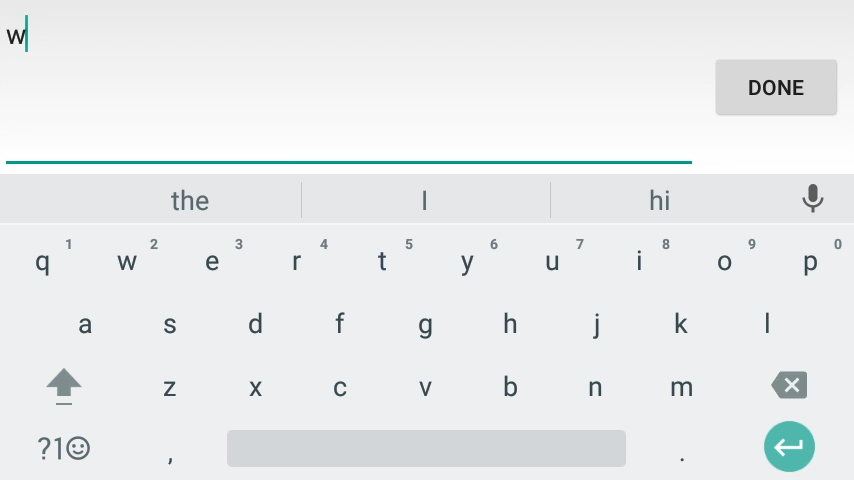 w
DONE
the I hi
q 1 w 2 e 3 r 4 t 5 y 6 u 7 i 8 o 9 p 0
a s d f g h j k l
z x c v b n m
?1☺ , .